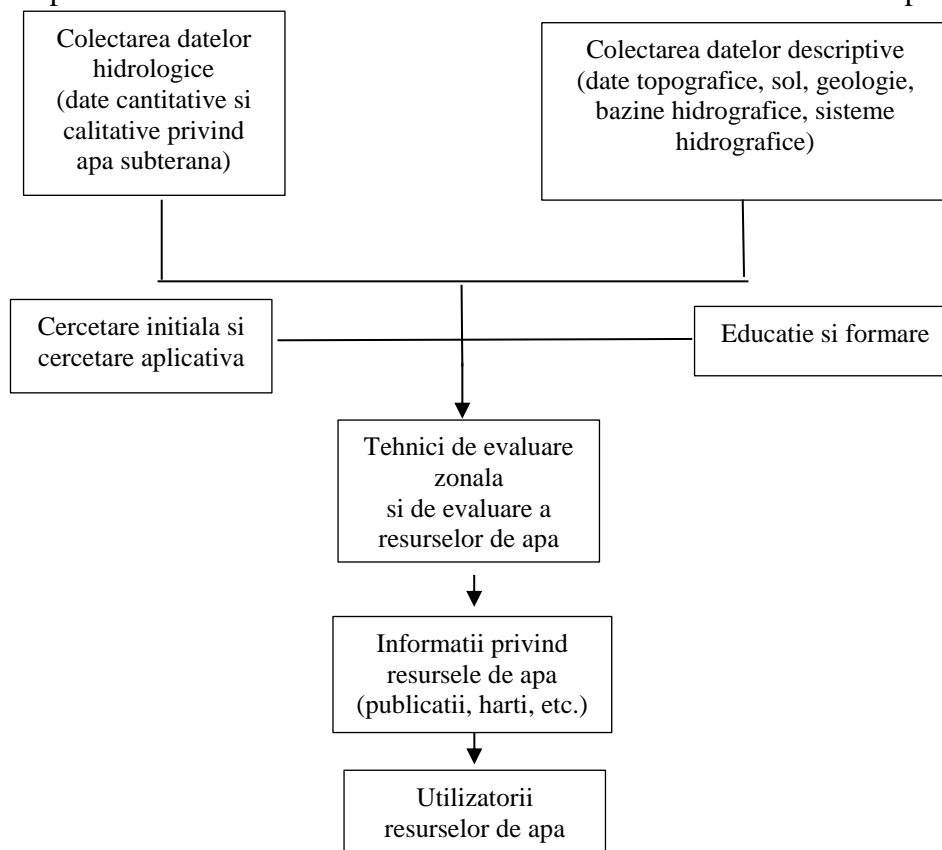 Colectarea datelor
hidrologice
(date cantitative si
calitative privind
apa subterana)
Colectarea datelor descriptive
(date topografice, sol, geologie,
bazine hidrografice, sisteme
hidrografice)
Cercetare initiala si
cercetare aplicativa
Educatie si formare
Tehnici de evaluare
zonala
si de evaluare a
resurselor de apa
Informatii privind
resursele de apa
(publicatii, harti, etc.)
Utilizatorii
resurselor de apa